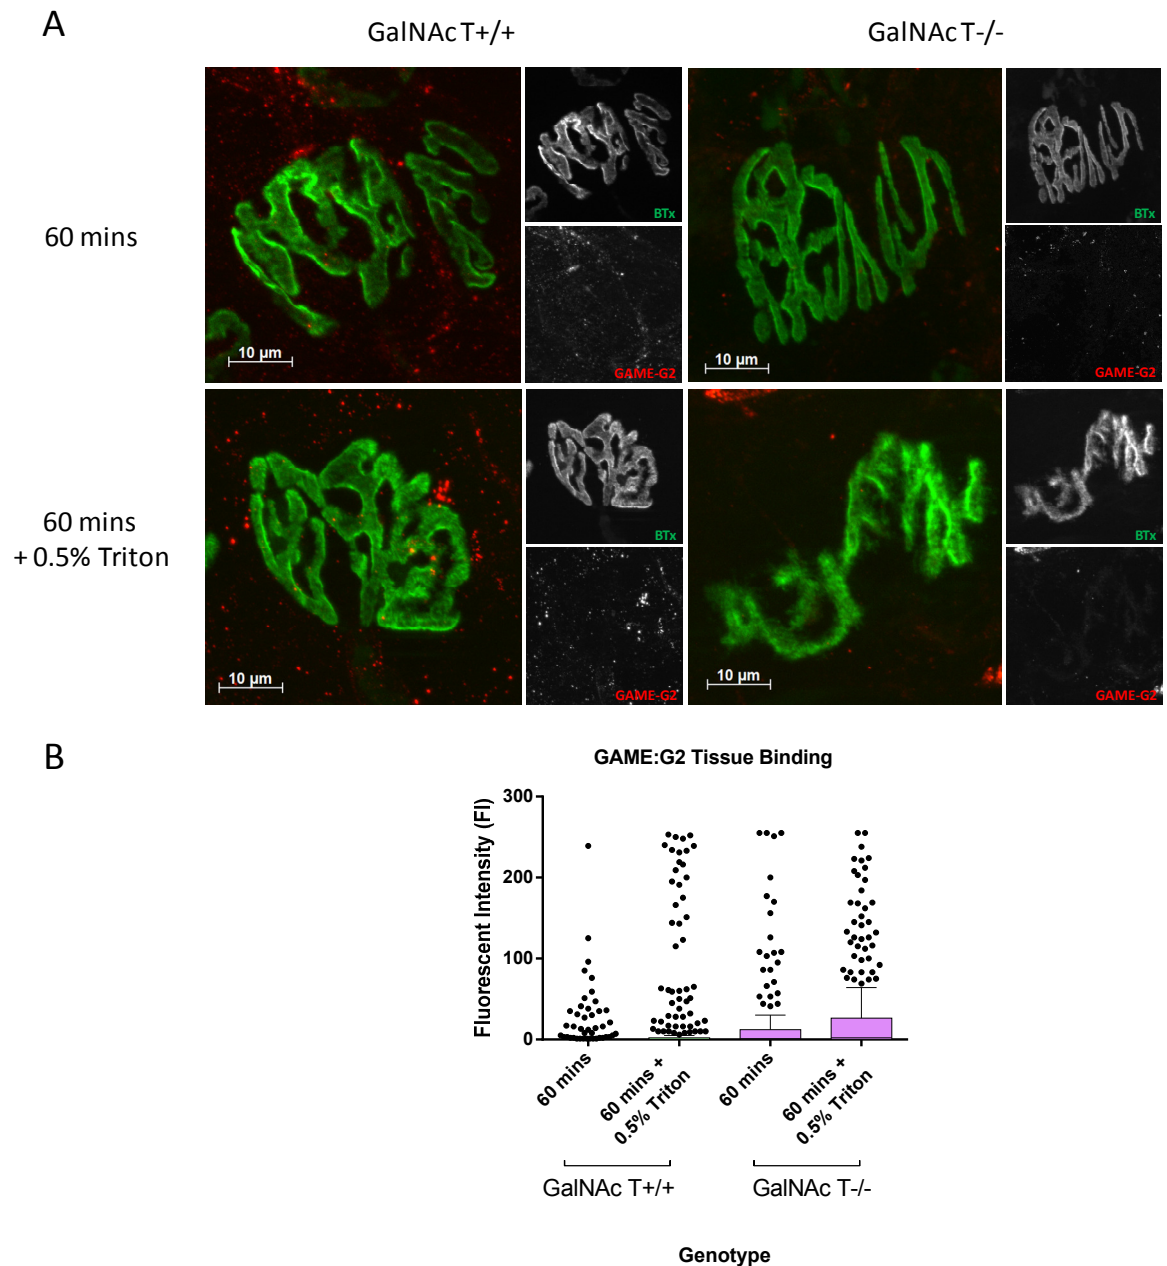 A
GalNAc T+/+
GalNAc T-/-
60 mins
BTx
GAME-G2
10 µm
BTx
GAME-G2
10 µm
60 mins
+ 0.5% Triton
BTx
GAME-G2
10 µm
BTx
GAME-G2
10 µm
B
GAME:G2 Tissue Binding
Fluorescent Intensity (FI)
300
200
100
0
60 mins
60 mins +
0.5% Triton
60 mins
60 mins +
0.5% Triton
GalNAc T+/+
GalNAc T-/-
Genotype